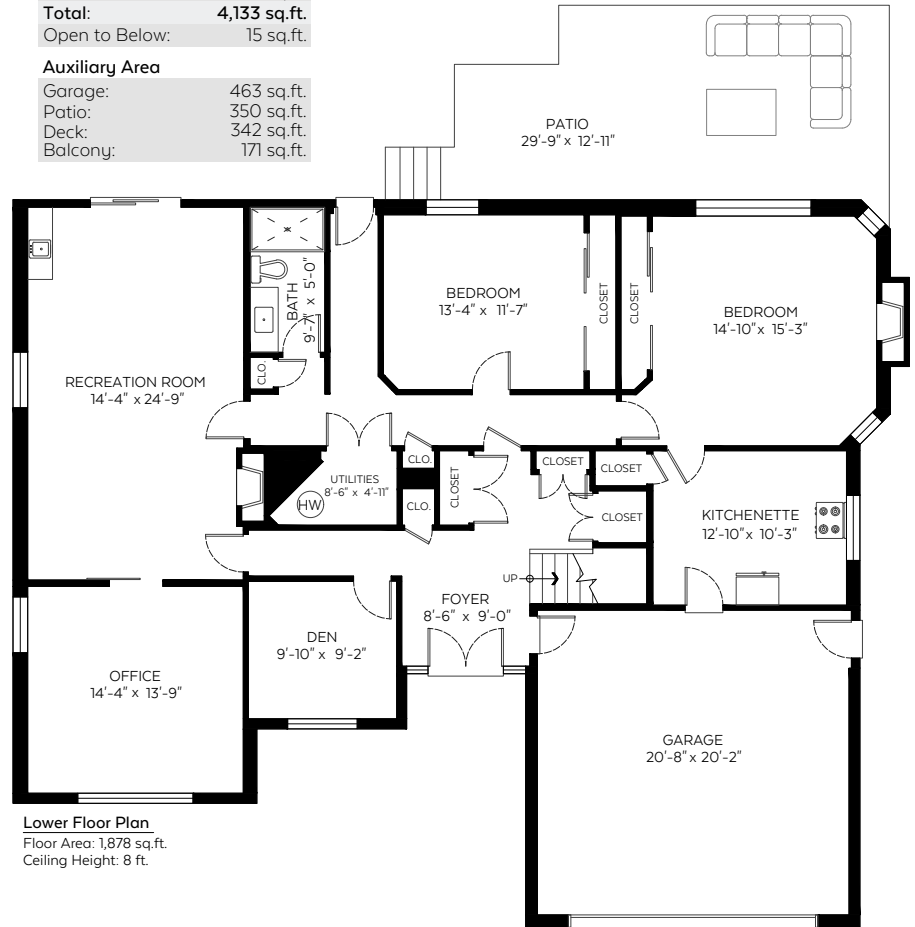 Total: 4,133 sq.ft.
Open to Below: 15 sq.ft.
Auxiliary Area
Garage: 463 sq.ft.
Patio: 350 sq.ft.
Deck: 342 sq.ft.
Balcony: 171 sq.ft.
PATIO
29'-9" x 12'-11"
BATH
9'-7" x 5'-0"
BEDROOM
13'-4" x 11'-7"
CLOSET
CLOSET
BEDROOM
14'-10" x 15'-3"
CLO.
RECREATION ROOM
14'-4" x 24'-9"
UTILITIES
8'-6" x 4'-11"
HW
CLO.
CLO.
CLOSET
CLOSET
CLOSET
CLOSET
KITCHENETTE
12'-10" x 10'-3"
UP
FOYER
8'-6" x 9'-0"
DEN
9'-10" x 9'-2"
OFFICE
14'-4" x 13'-9"
GARAGE
20'-8" x 20'-2"
Lower Floor Plan
Floor Area: 1,878 sq.ft.
Ceiling Height: 8 ft.